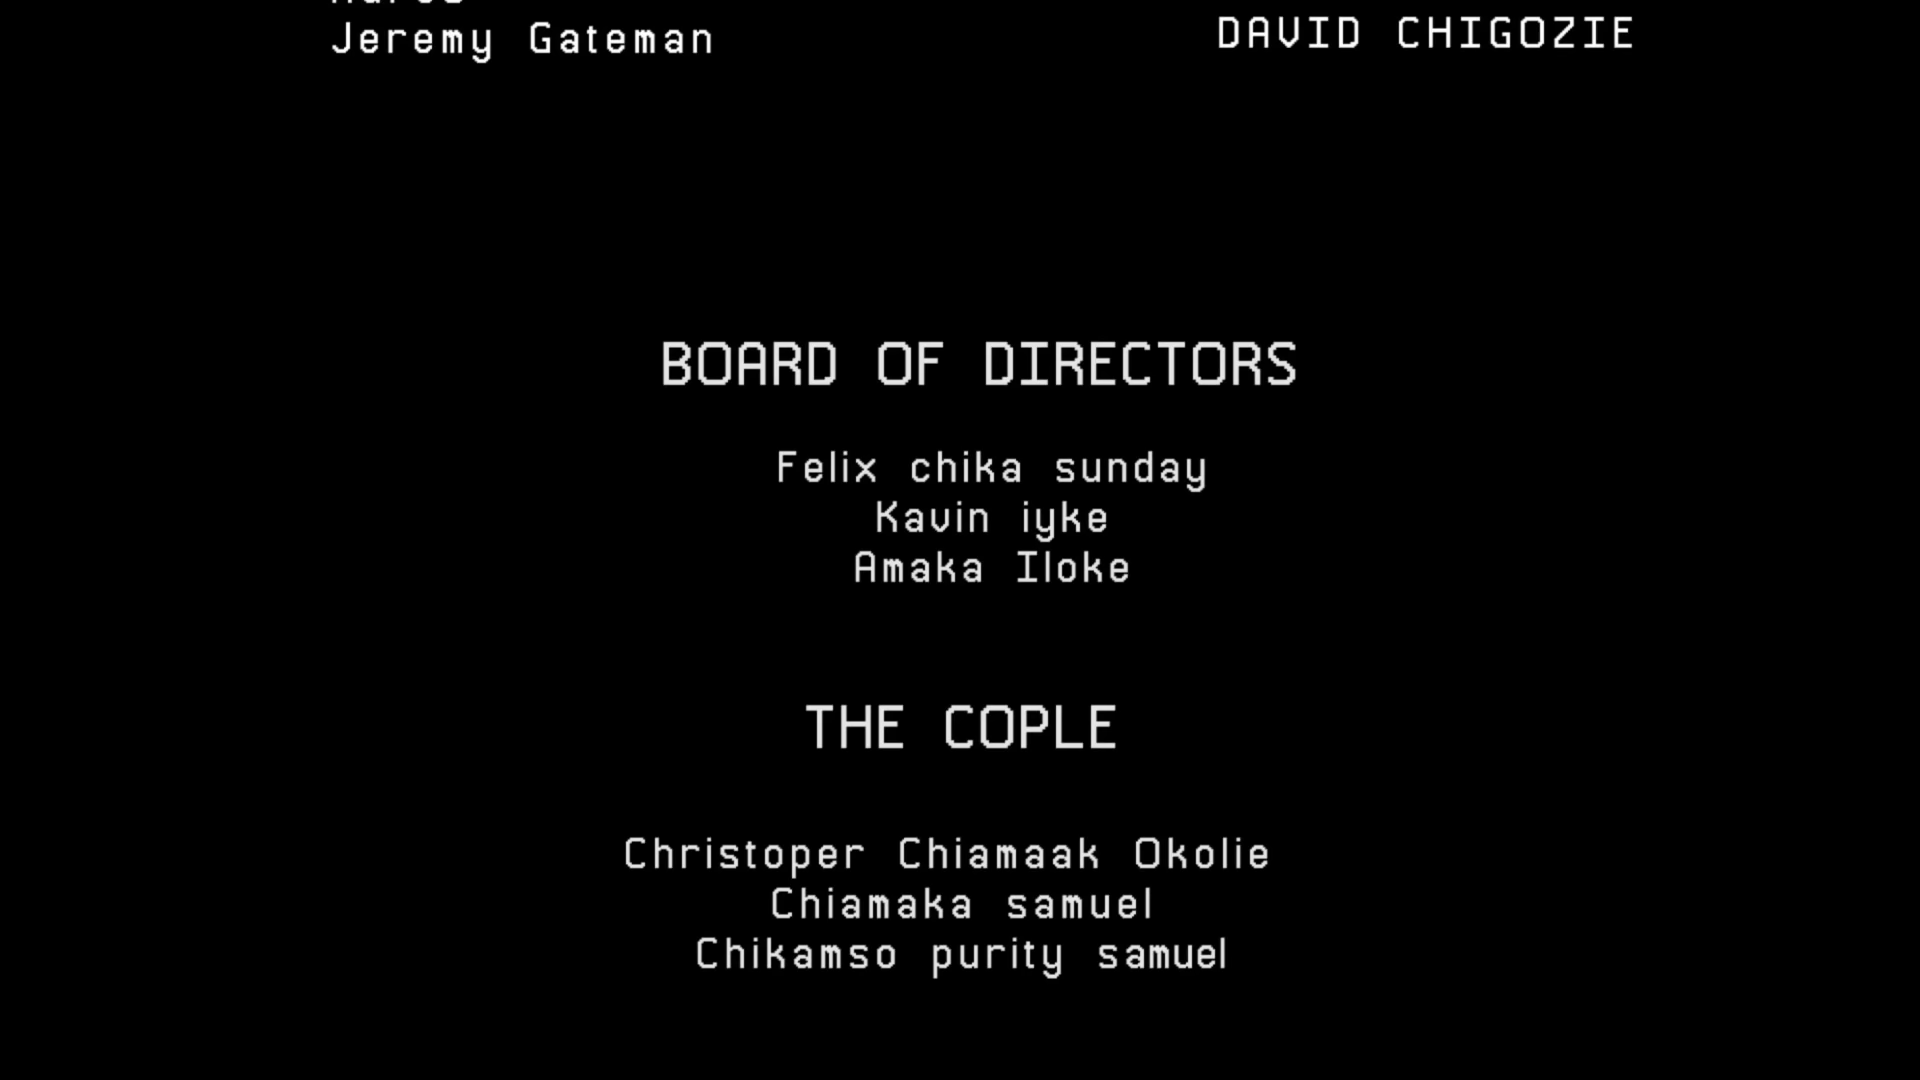 Jeremy Gateman
DAVID CHIGOZIE
BOARD OF DIRECTORS
Felix chika sunday
Kavin iyke
Amaka Iloke
THE COPLE
Christoper Chiamaak Okolie
Chiamaka samuel
Chikamso purity samuel